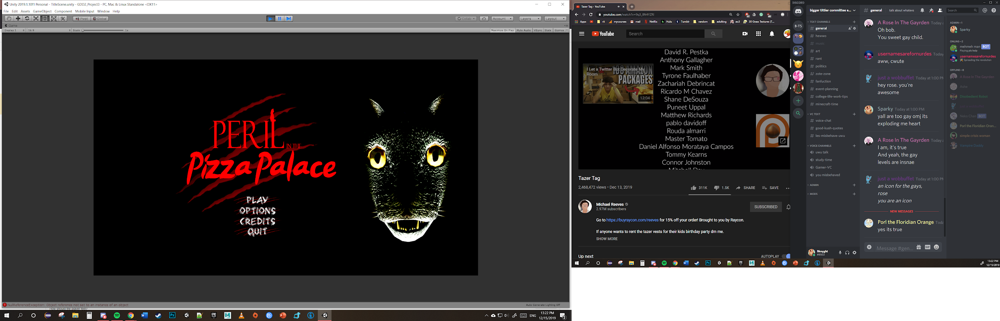 Unity 2019.1.10f1 Personal - TitleScene.unity - GDD2_Project3 - PC, Mac & Linux Standalone <DX11>
File Edit Assets GameObject Component Mobile Input Window Help
Pivot Global
Collab Account Layers Layout
Game
Display 1 16:9 Scale 1x
Maximize On Play Mute Audio VSync Stats Gizmos
PERIL
IN THE
Pizza Palace
PLAY
OPTIONS
CREDITS
QUIT
NullReferenceException: Object reference not set to an instance of an object
Auto Generate Lighting Off
How should the player feel?
ENG
13:22 PM
12/15/2019
2
Tazer Tag - YouTube
youtube.com/watch?v=9q3_8N4YZRI
Apps rit mycourses mail Netflix Hulu Tumblr random adulting ao3 30 Grass Textures (T...
YouTube
Search
I Let a Twitter Bot Decorate My
Room
100 AMAZON
PACKAGES
13:04
David R. Pestka
Anthony Gallagher
Mark Smith
Tyrone Faulhaber
Zachariah Debrincat
Ricardo M Chavez
Shane DeSouza
Puneet Uppal
Matthew Richards
pablo davidoff
Rouda almarri
Master Tomato
Daniel Alfonso Morataya Campos
Tommy Kearns
Connor Johnston
Tazer Tag
2,468,472 views • Dec 13, 2019
311K 1.5K SHARE SAVE
Michael Reeves
2.97M subscribers
SUBSCRIBED
Go to https://buyraycon.com/reeves for 15% off your order! Brought to you by Raycon.
If anyone wants to rent the tazer vests for their kids birthday party dm me.
SHOW MORE
Up next
AUTOPLAY
DISCORD
B-TS
bigger tittier committee e...
TEXT CHANNELS
# general
# hewwo
# music
# art
# rant
# politics
# zote-zone
# fanfuction
# event-planning
# college-life-work-tips
# minecraft-time
VC TEXT
# voice-chat
# good-kush-quotes
# les-misbehave-uwu
VOICE CHANNELS
uwu talk
study-time
Gamer-VC
you misbehaved
ADMIN
MODS
Bknyght
#8502
# general talk about whatevs
Search
A Rose In The Gayrden Today a
Oh bob.
You sweet gay child.
usernamesarefornurdes Today
aww, cwute
just a wobbuffet Today at 1:00 PM
hey rose. you're
awesome
Sparky Today at 1:00 PM
yall are too gay omj its
exploding me heart
A Rose In The Gayrden Today a
I am, it's true
And yeah, the gay
levels are insnae
just a wobbuffet Today at 1:00 PM
an icon for the gays,
rose
you are an icon
NEW MESSAGES
Porl the Floridian Orange Toda
yes its true
Message #gen...
GIF
ADMIN—1
Sparky
ONLINE—2
mehmeh man BOT
Playing pls help
usernamesarefornurdes
Spreading the revolution
OFFLINE—8
A Rose In The Gayrden
Ashe
Disobedient Robot
just a wobbuffet
Neko Chan BOT
Porl the Floridian Oran...
simple crisis woman
Vampire Daddy
13:22 PM
12/15/2019